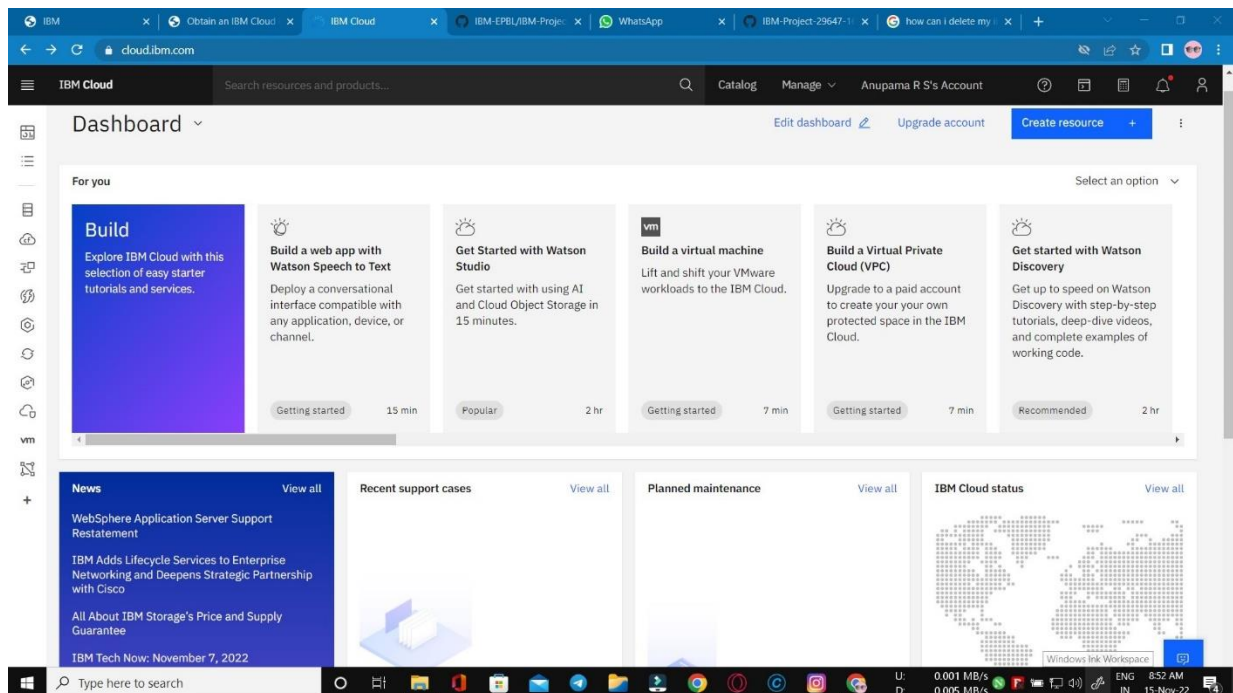 IBM
Obtain an IBM Cloud
IBM Cloud
IBM-EPBL/IBM-Projec
WhatsApp
IBM-Project-29647-1
how can i delete my
cloud.ibm.com
IBM Cloud
Search resources and products...
Catalog
Manage
Anupama R S's Account
Dashboard
Edit dashboard
Upgrade account
Create resource +
For you
Select an option
Build
Explore IBM Cloud with this
selection of easy starter
tutorials and services.
Build a web app with
Watson Speech to Text
Deploy a conversational
interface compatible with
any application, device, or
channel.
Getting started 15 min
Get Started with Watson
Studio
Get started with using AI
and Cloud Object Storage in
15 minutes.
Popular 2 hr
vm
Build a virtual machine
Lift and shift your VMware
workloads to the IBM Cloud.
Getting started 7 min
Build a Virtual Private
Cloud (VPC)
Upgrade to a paid account
to create your your own
protected space in the IBM
Cloud.
Getting started 7 min
Get started with Watson
Discovery
Get up to speed on Watson
Discovery with step-by-step
tutorials, deep-dive videos,
and complete examples of
working code.
Recommended 2 hr
vm
News View all
WebSphere Application Server Support
Restatement
IBM Adds Lifecycle Services to Enterprise
Networking and Deepens Strategic Partnership
with Cisco
All About IBM Storage's Price and Supply
Guarantee
IBM Tech Now: November 7, 2022
Recent support cases View all
Planned maintenance View all
IBM Cloud status View all
Windows Ink Workspace
Type here to search
U: 0.001 MB/s
D: 0.005 MB/s
ENG
IN
8:52 AM
15-Nov-22